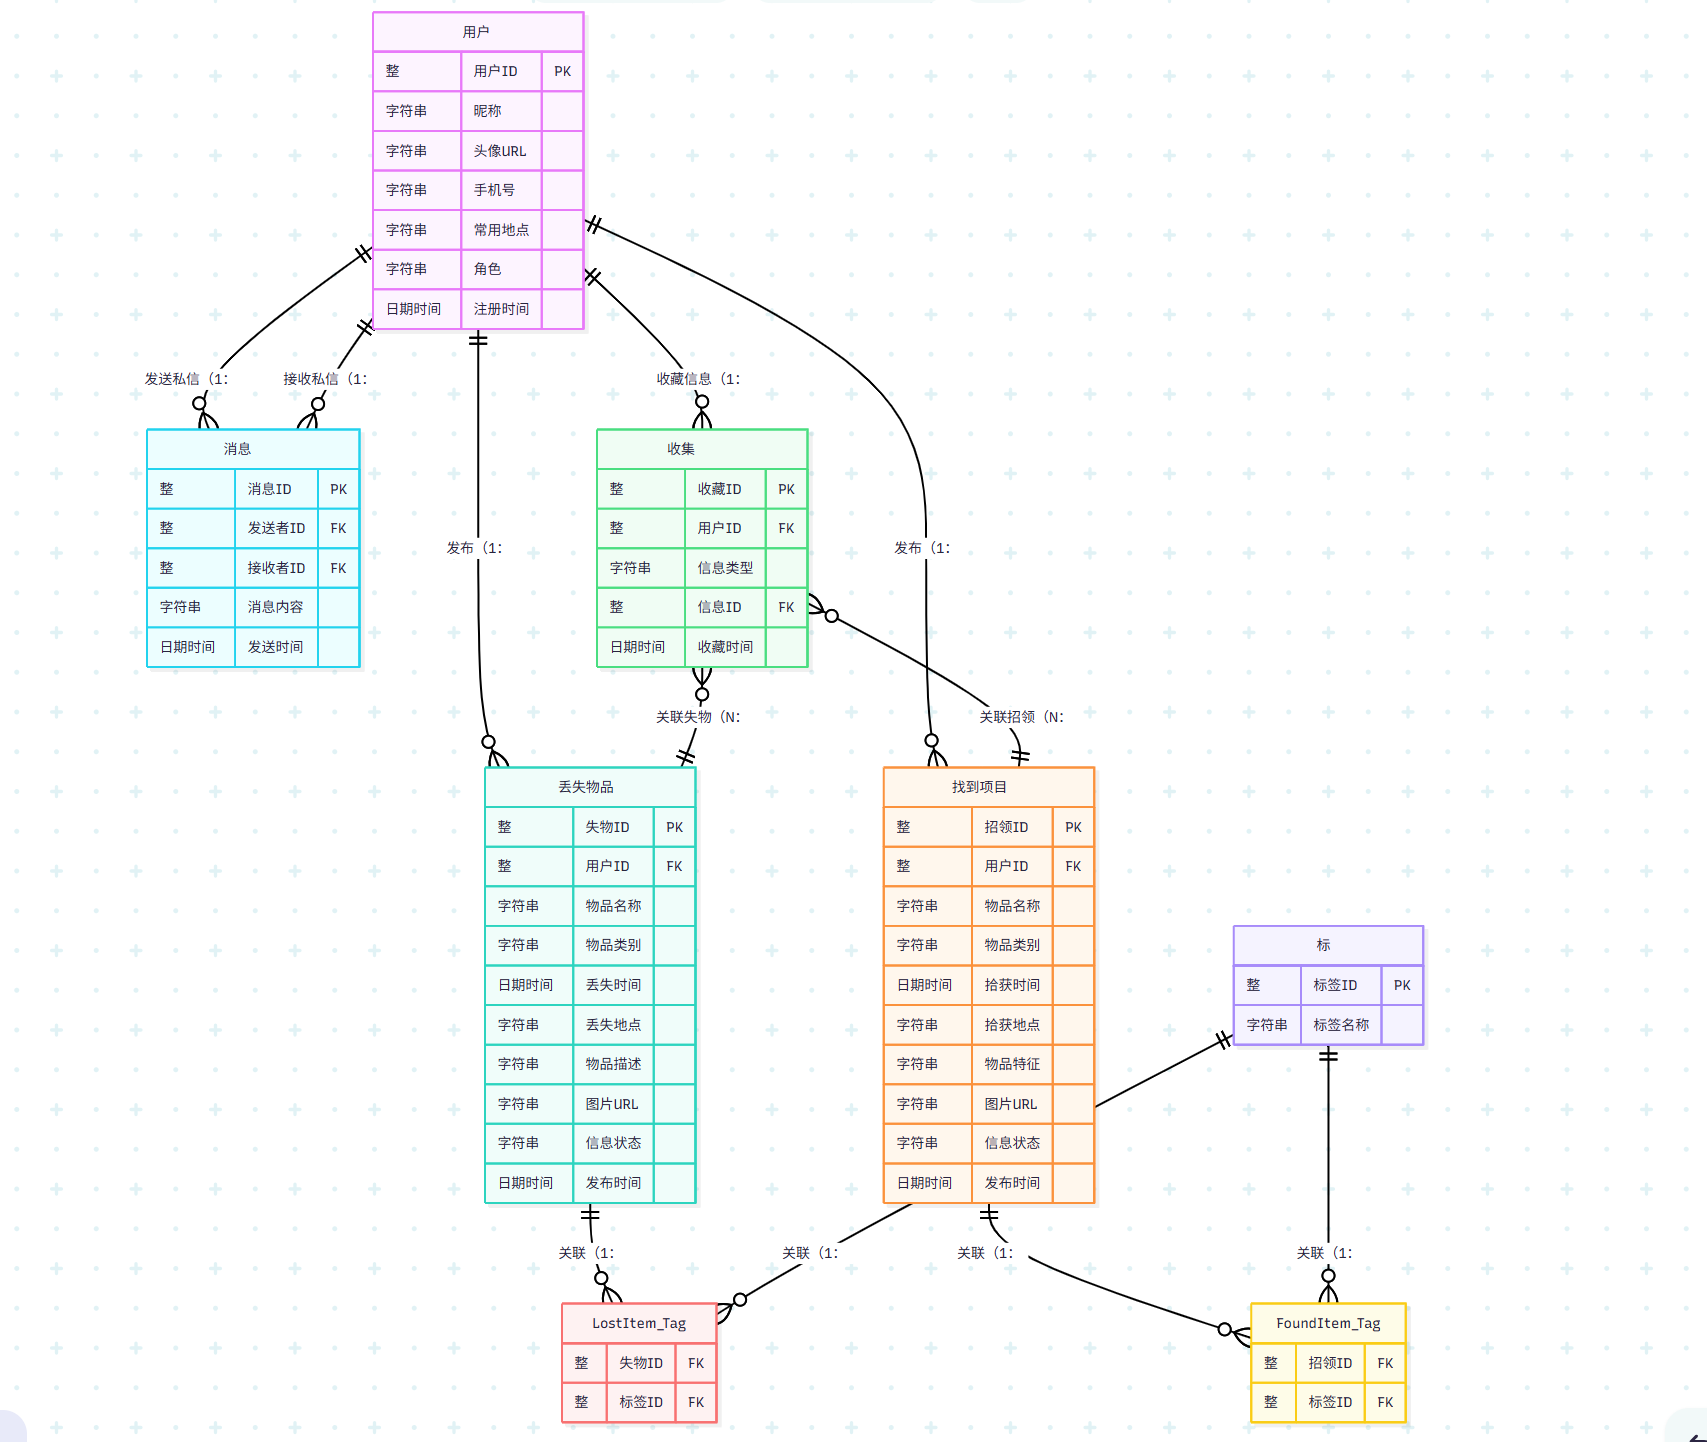 用户
整 用户ID PK
字符串 昵称
字符串 头像URL
字符串 手机号
字符串 常用地点
字符串 角色
日期时间 注册时间
发送私信（1：
接收私信（1：
收藏信息（1：
消息
整 消息ID PK
整 发送者ID FK
整 接收者ID FK
字符串 消息内容
日期时间 发送时间
收集
整 收藏ID PK
整 用户ID FK
字符串 信息类型
整 信息ID FK
日期时间 收藏时间
发布（1：
发布（1：
关联失物（N：
关联招领（N：
丢失物品
整 失物ID PK
整 用户ID FK
字符串 物品名称
字符串 物品类别
日期时间 丢失时间
字符串 丢失地点
字符串 物品描述
字符串 图片URL
字符串 信息状态
日期时间 发布时间
找到项目
整 招领ID PK
整 用户ID FK
字符串 物品名称
字符串 物品类别
日期时间 拾获时间
字符串 拾获地点
字符串 物品特征
字符串 图片URL
字符串 信息状态
日期时间 发布时间
标
整 标签ID PK
字符串 标签名称
关联（1：
关联（1：
关联（1：
关联（1：
LostItem_Tag
整 失物ID FK
整 标签ID FK
FoundItem_Tag
整 招领ID FK
整 标签ID FK